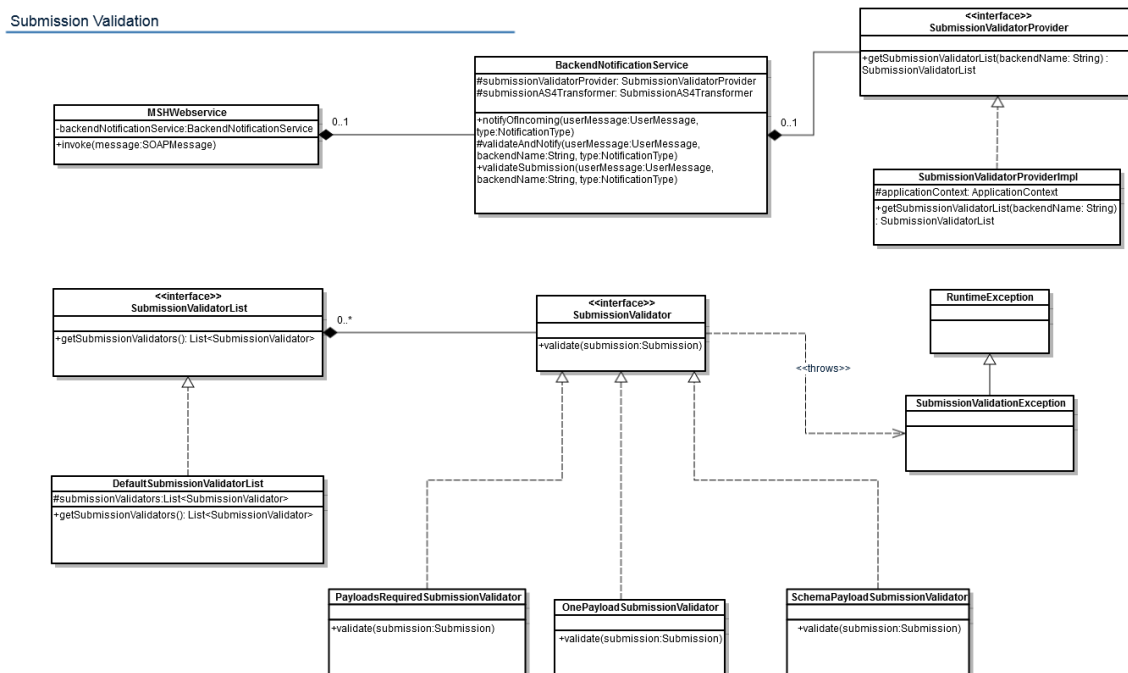 Submission Validation
<<interface>>
SubmissionValidatorProvider
+getSubmissionValidatorList(backendName: String) :
SubmissionValidatorList
BackendNotificationService
#submissionValidatorProvider: SubmissionValidatorProvider
#submissionAS4Transformer: SubmissionAS4Transformer
+notifyOfIncoming(userMessage:UserMessage,
type:NotificationType)
#validateAndNotify(userMessage:UserMessage,
backendName:String, type:NotificationType)
+validateSubmission(userMessage:UserMessage,
backendName:String, type:NotificationType)
0..1
MSHWebservice
-backendNotificationService:BackendNotificationService
+invoke(message:SOAPMessage)
0..1
SubmissionValidatorProviderImpl
#applicationContext: ApplicationContext
+getSubmissionValidatorList(backendName: String)
: SubmissionValidatorList
<<interface>>
SubmissionValidatorList
+getSubmissionValidators(): List<SubmissionValidator>
0..*
<<interface>>
SubmissionValidator
+validate(submission:Submission)
RuntimeException
<<throws>>
SubmissionValidationException
DefaultSubmissionValidatorList
#submissionValidators:List<SubmissionValidator>
+getSubmissionValidators(): List<SubmissionValidator>
PayloadsRequiredSubmissionValidator
+validate(submission:Submission)
OnePayloadSubmissionValidator
+validate(submission:Submission)
SchemaPayloadSubmissionValidator
+validate(submission:Submission)